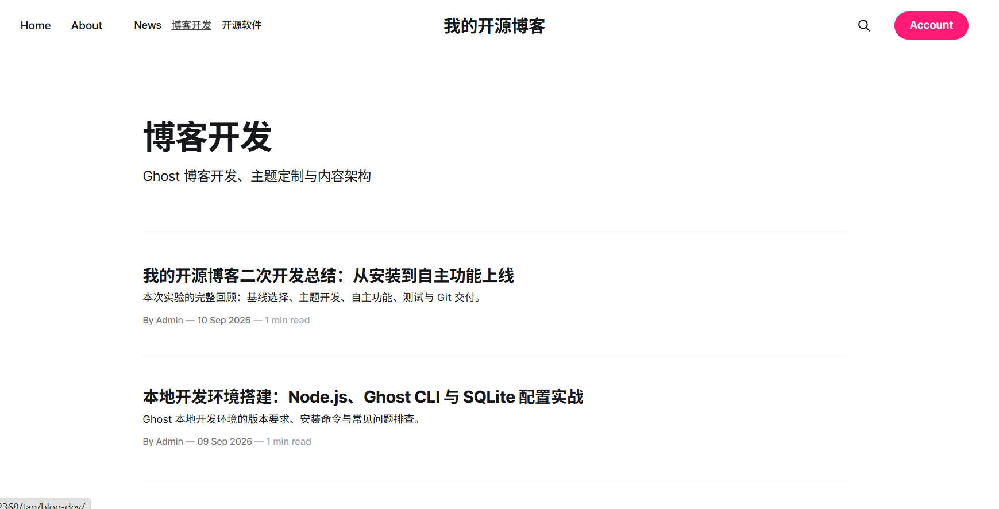 Home About News 博客开发 开源软件 我的开源博客 Account
博客开发
Ghost 博客开发、主题定制与内容架构
我的开源博客二次开发总结：从安装到自主功能上线
本次实验的完整回顾：基线选择、主题开发、自主功能、测试与 Git 交付。
By Admin — 10 Sep 2026 — 1 min read
本地开发环境搭建：Node.js、Ghost CLI 与 SQLite 配置实战
Ghost 本地开发环境的版本要求、安装命令与常见问题排查。
By Admin — 09 Sep 2026 — 1 min read
2368/tag/blog-dev/